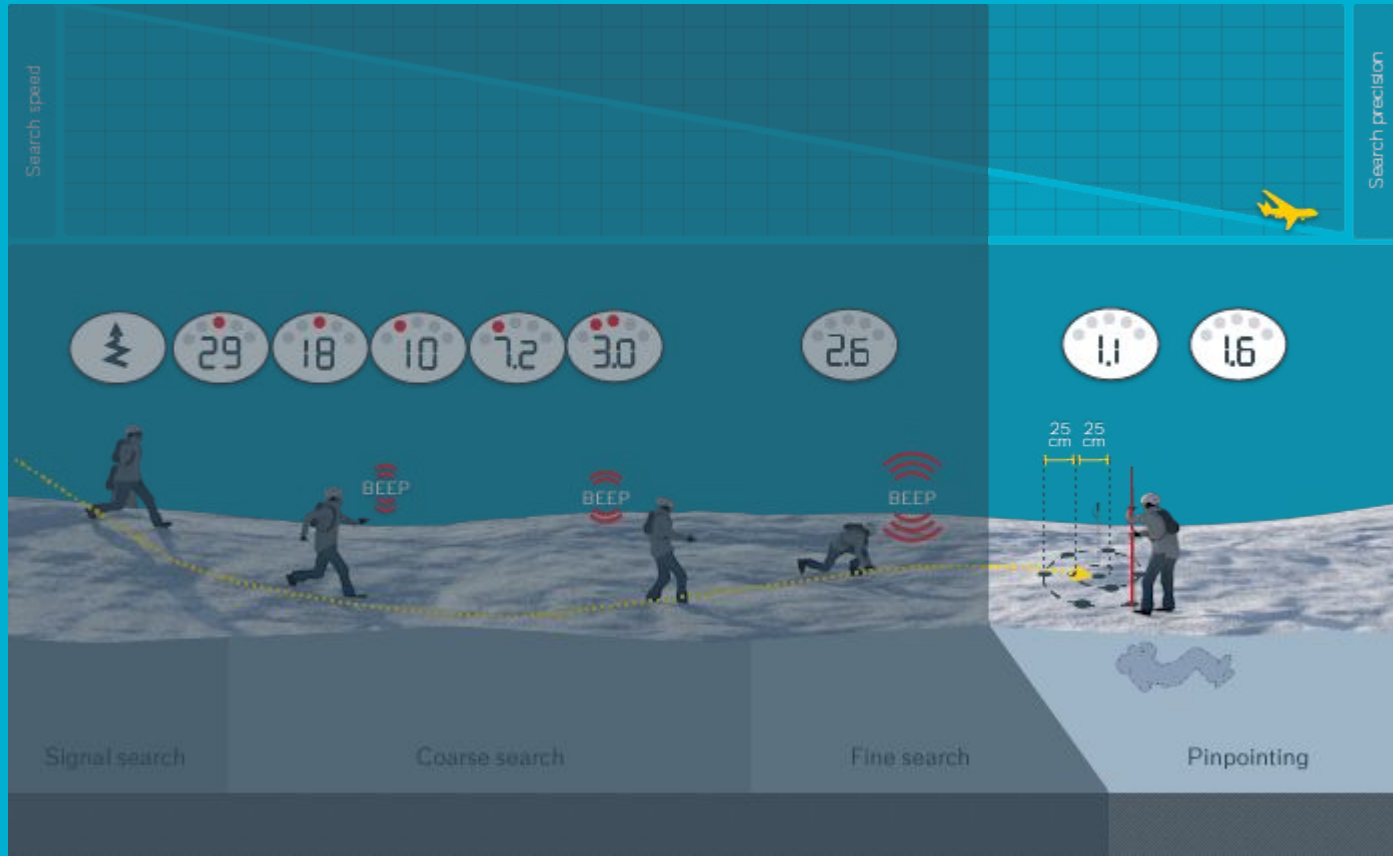 Search speed
Search precision
29
18
10
7.2
3.0
2.6
1.1
1.6
25
cm
25
cm
BEEP
BEEP
BEEP
Signal search
Coarse search
Fine search
Pinpointing